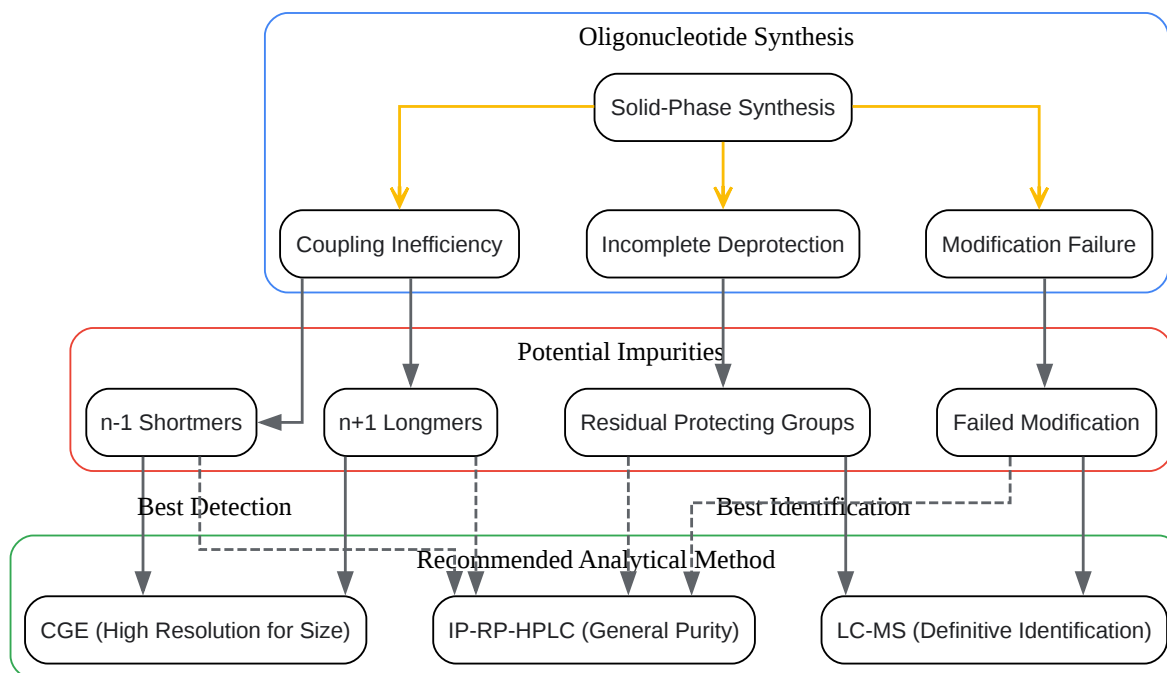 Oligonucleotide Synthesis
Solid-Phase Synthesis
Coupling Inefficiency
Incomplete Deprotection
Modification Failure
Potential Impurities
n-1 Shortmers
n+1 Longmers
Residual Protecting Groups
Failed Modification
Best Detection
Best Identification
Recommended Analytical Method
CGE (High Resolution for Size)
IP-RP-HPLC (General Purity)
LC-MS (Definitive Identification)